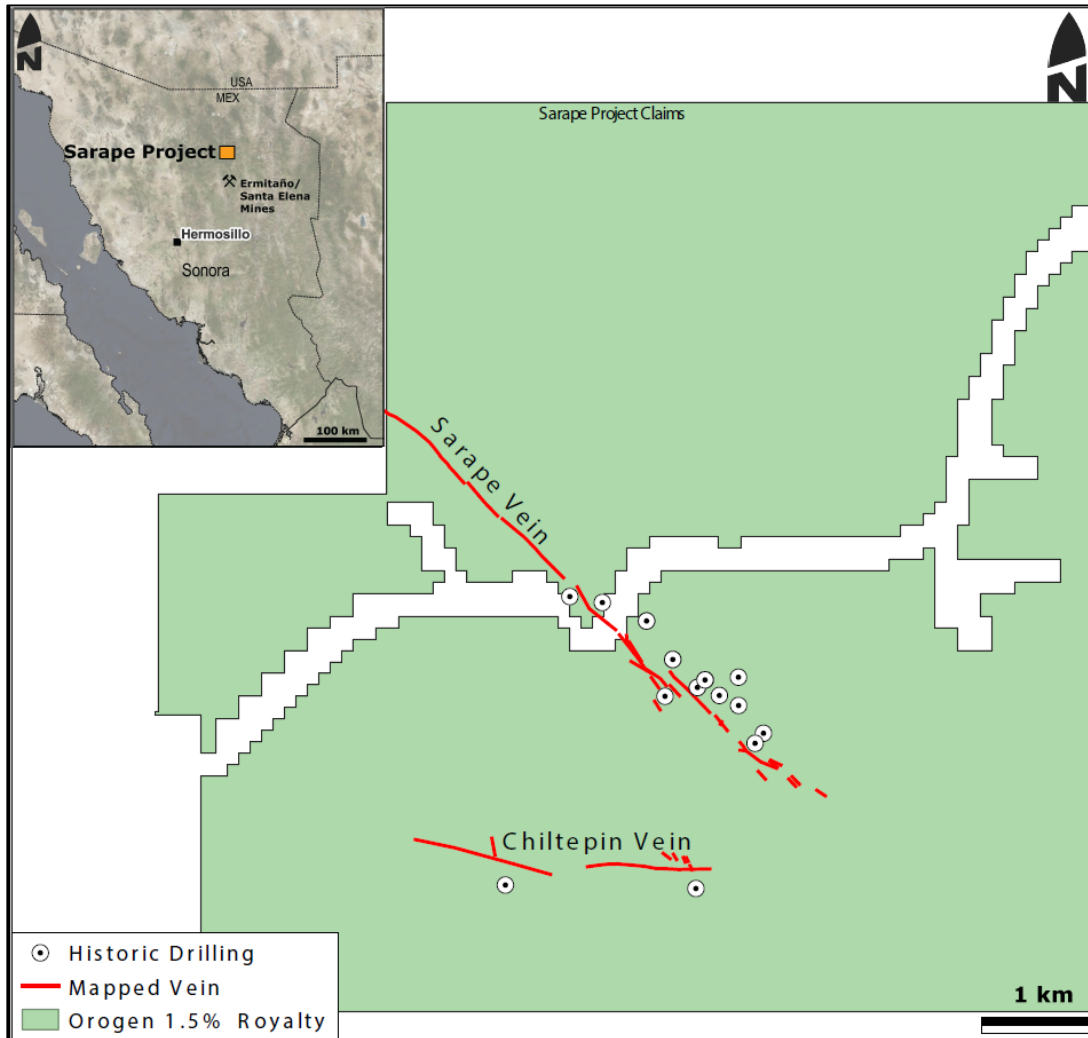 N
USA
MEX
Sarape Project
Ermitaño/
Santa Elena
Mines
Hermosillo
Sonora
100 km
N
Sarape Project Claims
Sarape Vein
Chiltepin Vein
Historic Drilling
Mapped Vein
Orogen 1.5% Royalty
1 km